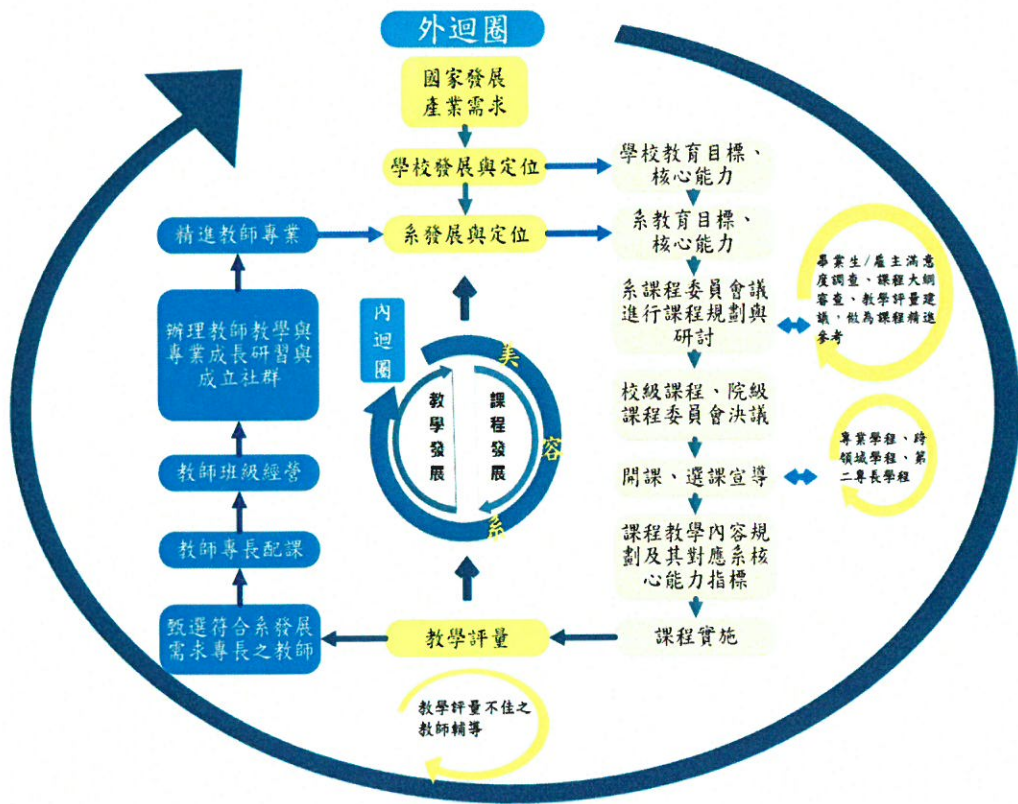 外迴圈
國家發展
產業需求
學校發展與定位
學校教育目標、
核心能力
精進教師專業
系發展與定位
系教育目標、
核心能力
畢業生/雇主滿意
度調查、課程大綱
審查、教學評量建
議，做為課程精進
參考
系課程委員會議
進行課程規劃與
研討
辦理教師教學與
專業成長研習與
成立社群
內迴圈
美容系
教學發展
課程發展
校級課程、院級
課程委員會決議
專業學程、跨
領域學程、第
二專長學程
教師班級經營
開課、選課宣導
教師專長配課
課程教學內容規
劃及其對應系核
心能力指標
甄選符合系發展
需求專長之教師
教學評量
課程實施
教學評量不佳之
教師輔導